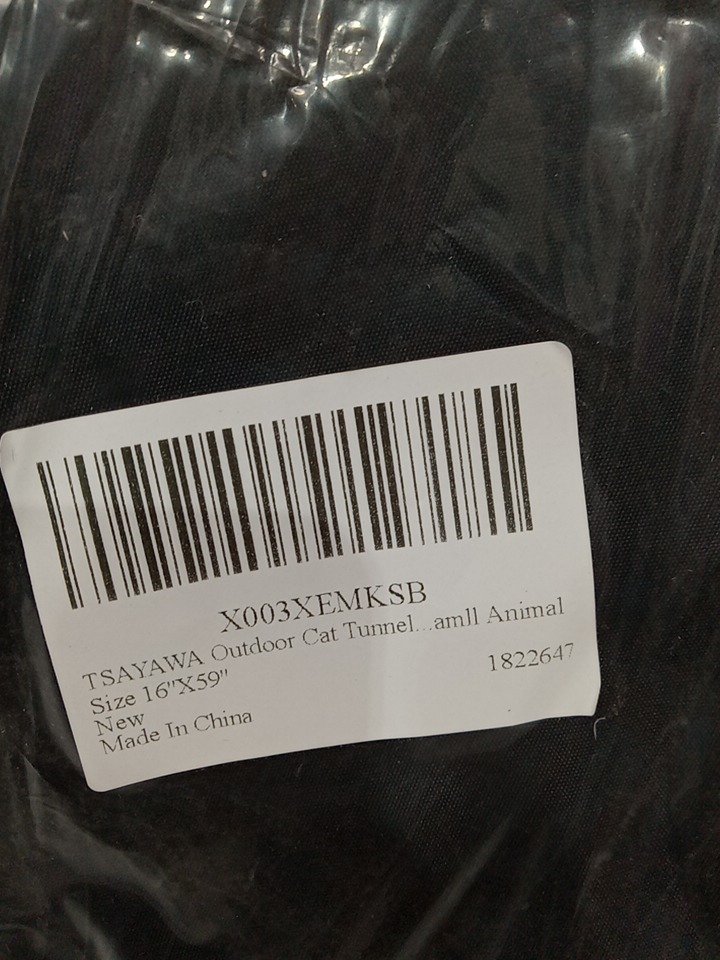 X003XEMKSB
TSAYAWA Outdoor Cat Tunnel...amll Animal
Size 16"X59"
1822647
New
Made In China